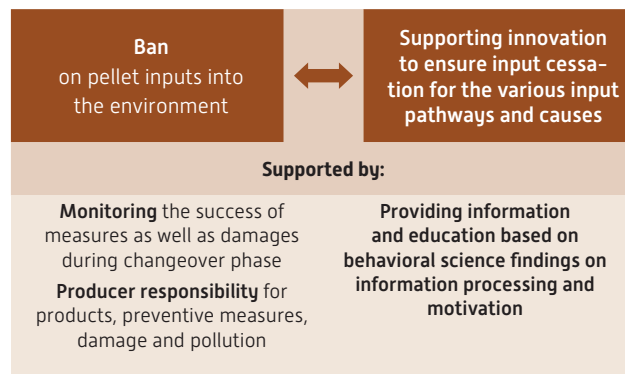 Ban
on pellet inputs into
the environment
Supporting innovation
to ensure input cessa-
tion for the various input
pathways and causes
Supported by:
Monitoring the success of
measures as well as damages
during changeover phase
Producer responsibility for
products, preventive measures,
damage and pollution
Providing information
and education based on
behavioral science findings on
information processing and
motivation